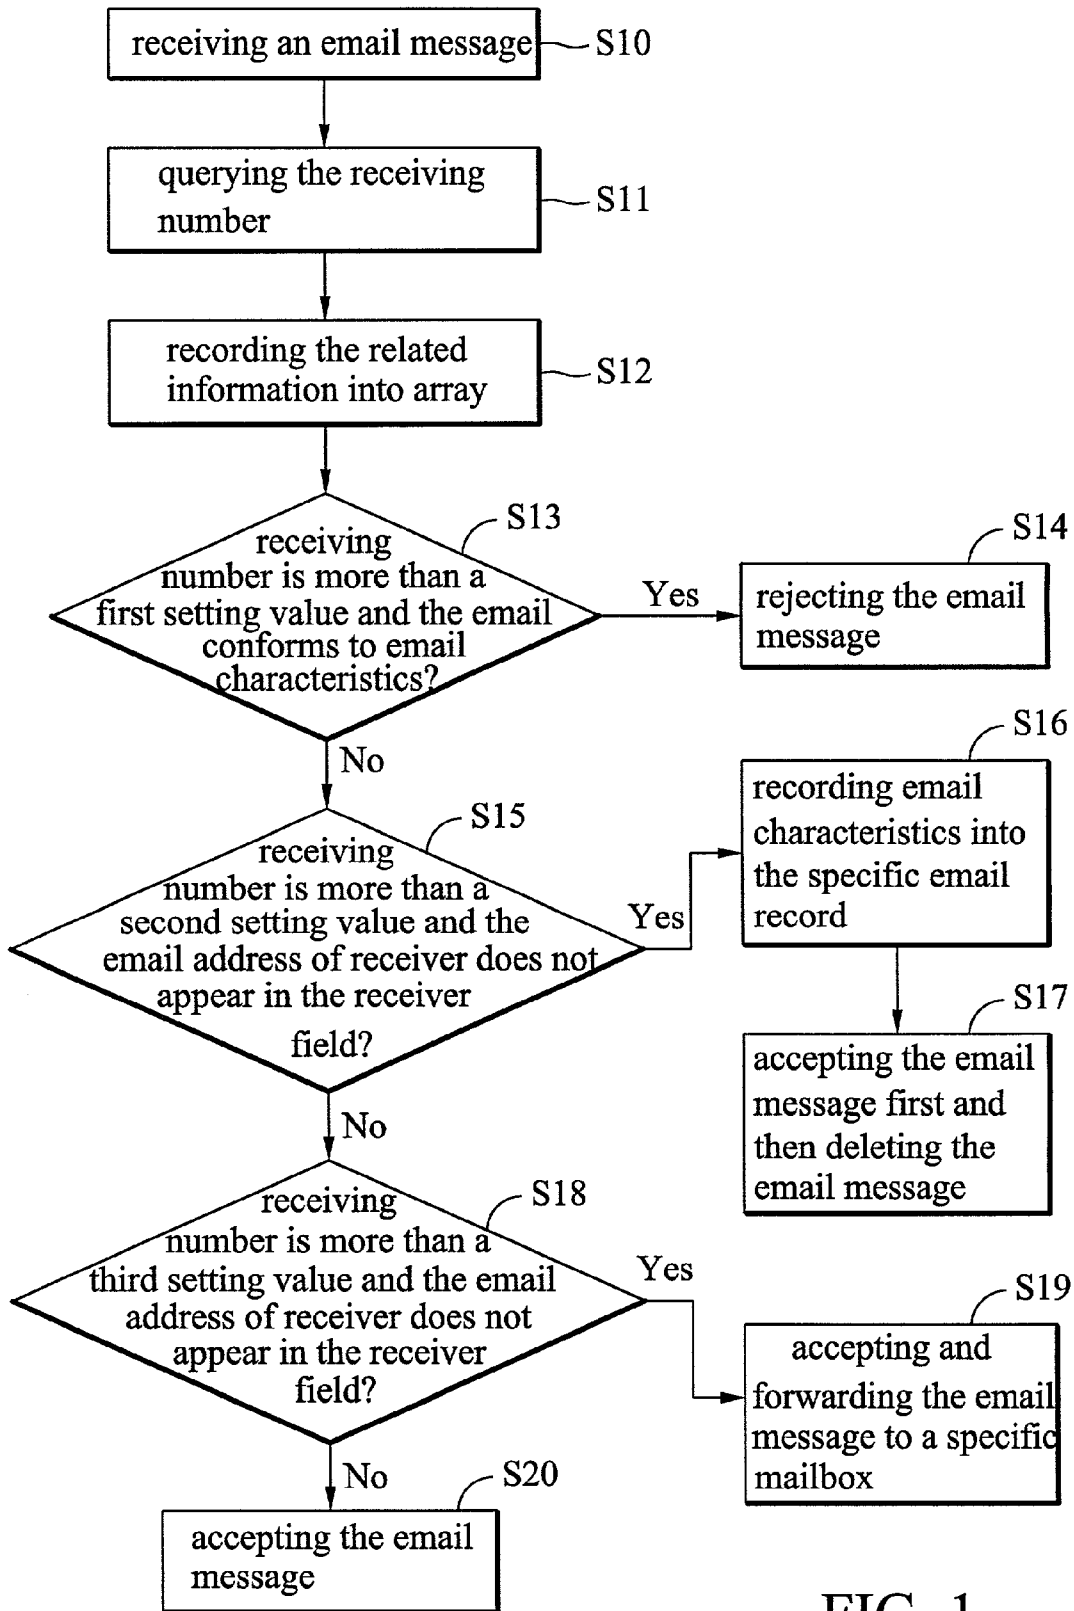 receiving an email message
S10
querying the receiving
number
S11
recording the related
information into array
S12
S13
receiving
number is more than a
first setting value and the email
conforms to email
characteristics?
Yes
S14
rejecting the email
message
No
S15
receiving
number is more than a
second setting value and the
email address of receiver does not
appear in the receiver
field?
Yes
S16
recording email
characteristics into
the specific email
record
S17
accepting the email
message first and
then deleting the
email message
No
S18
receiving
number is more than a
third setting value and the email
address of receiver does not
appear in the receiver
field?
Yes
S19
accepting and
forwarding the email
message to a specific
mailbox
No
S20
accepting the email
message
FIG. 1